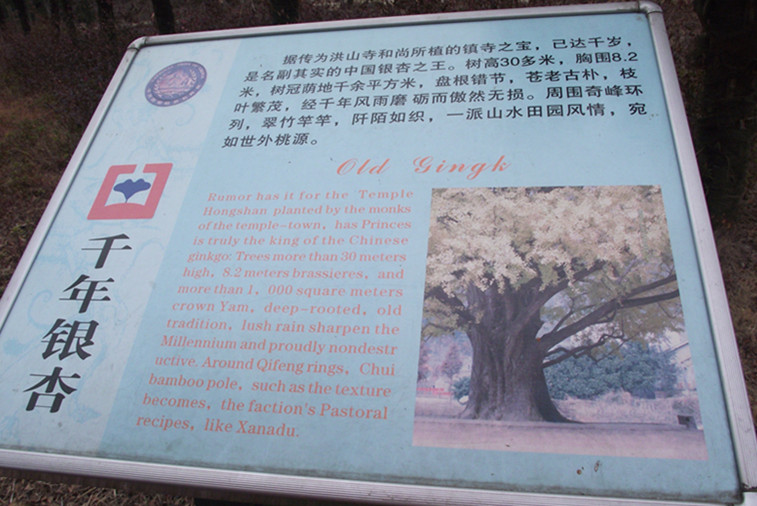 据传为洪山寺和尚所植的镇寺之宝，已达千岁，
是名副其实的中国银杏之王。树高30多米，胸围8.2
米，树冠荫地千余平方米，盘根错节，苍老古朴，枝
叶繁茂，经千年风雨磨 砺而傲然无损。周围奇峰环
列，翠竹竿竿，阡陌如织，一派山水田园风情，宛
如世外桃源。
Old Gingk
Rumor has it for the Temple
Hongshan planted by the monks
of the temple-town, has Princes
is truly the king of the Chinese
ginkgo: Trees more than 30 meters
high, 8.2 meters brassieres, and
more than 1, 000 square meters
crown Yam, deep-rooted, old
tradition, lush rain sharpen the
Millennium and proudly nondestr
uctive. Around Qifeng rings, Chui
bamboo pole, such as the texture
becomes, the faction's Pastoral
recipes, like Xanadu.
千年银杏